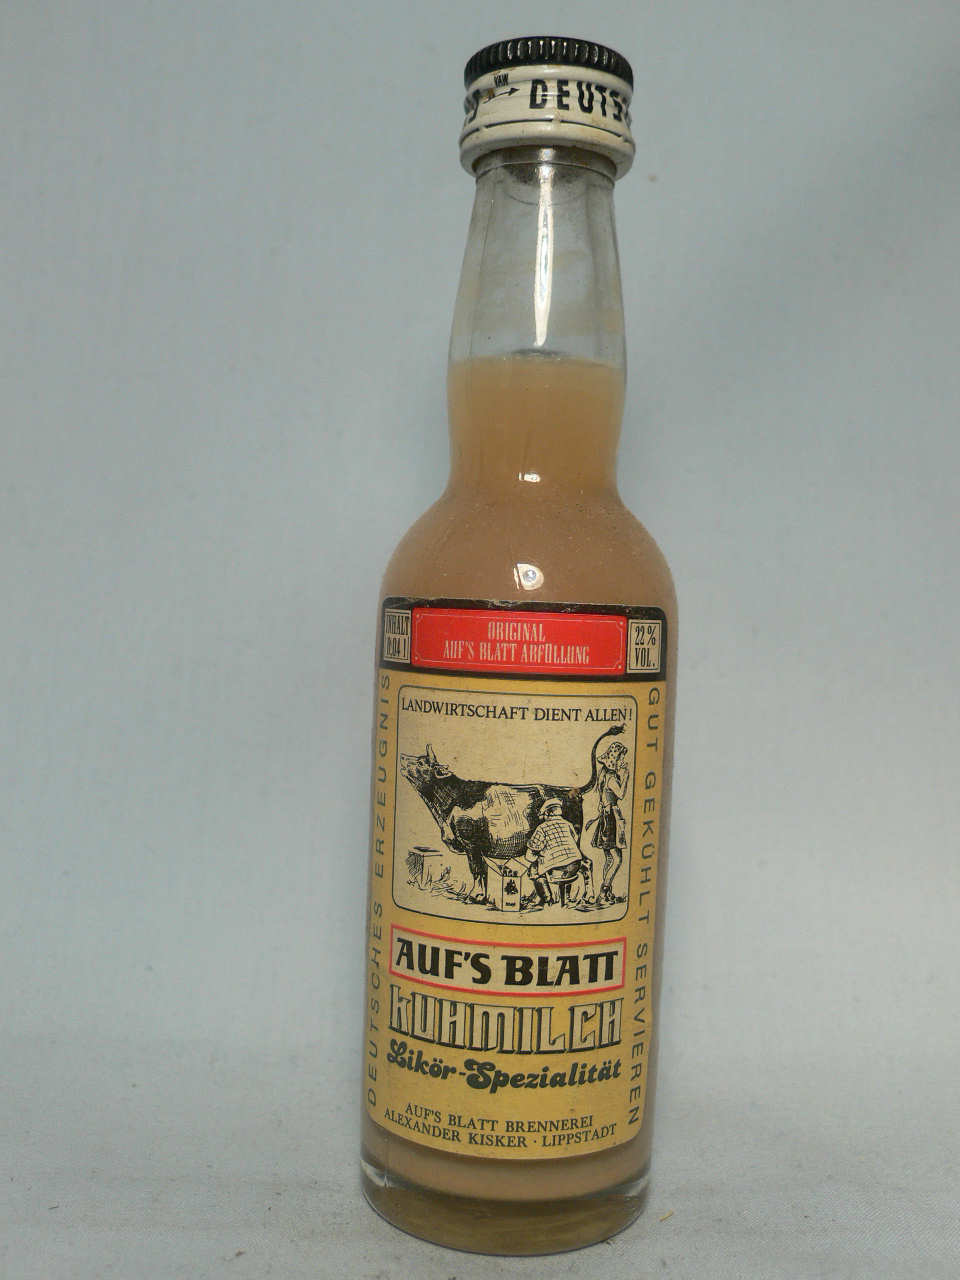 VAW
DEUTS
INHALT
0,04 l
ORIGINAL
AUF'S BLATT ABFÜLLUNG
22 %
VOL.
DEUTSCHES ERZEUGNIS
LANDWIRTSCHAFT DIENT ALLEN!
GUT GEKÜHLT SERVIEREN
AUF'S BLATT
KUHMILCH
Likör-Spezialität
AUF'S BLATT BRENNEREI
ALEXANDER KISKER · LIPPSTADT